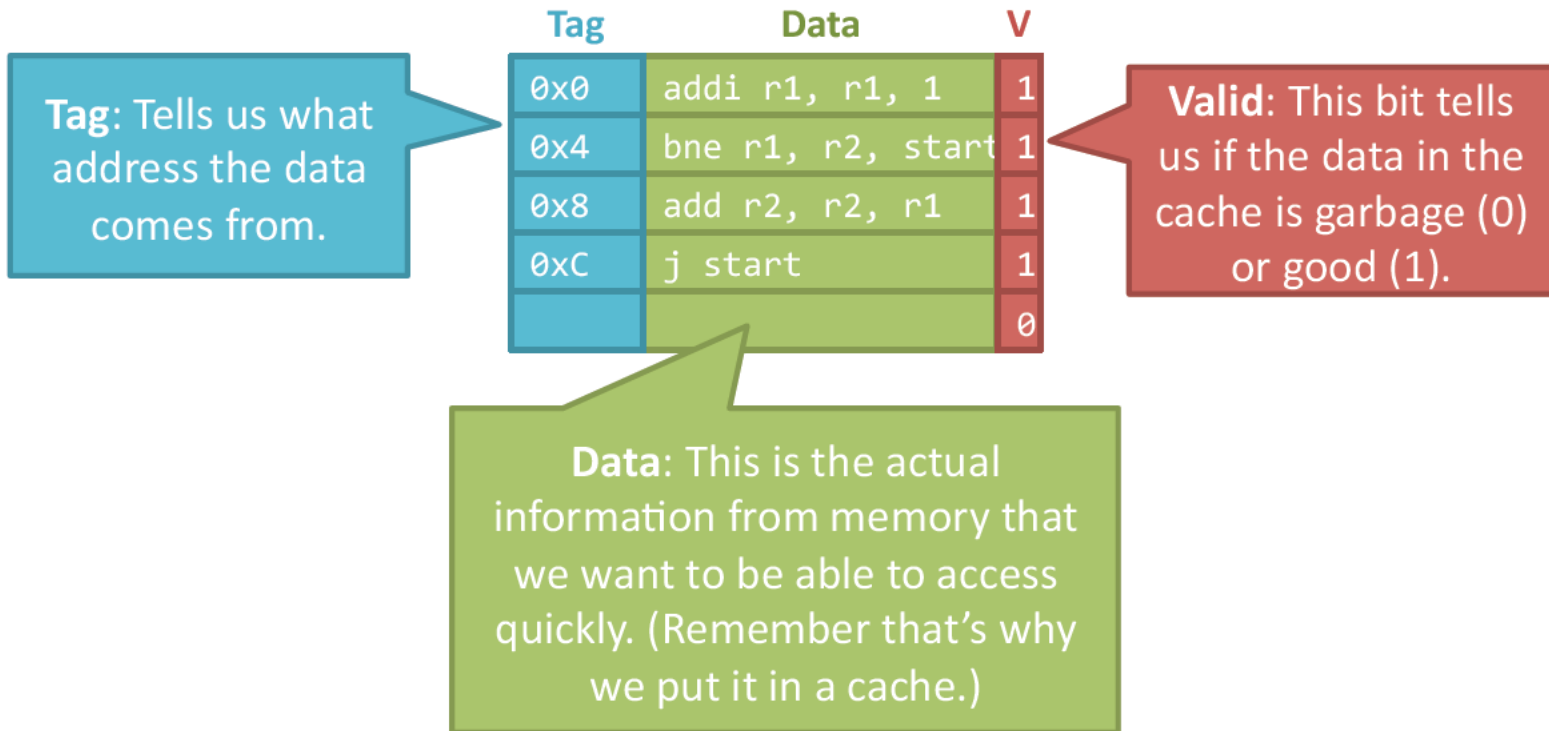 Tag Data V
0x0 addi r1, r1, 1 1
0x4 bne r1, r2, start 1
0x8 add r2, r2, r1 1
0xC j start 1
0
Tag: Tells us what
address the data
comes from.
Valid: This bit tells
us if the data in the
cache is garbage (0)
or good (1).
Data: This is the actual
information from memory that
we want to be able to access
quickly. (Remember that’s why
we put it in a cache.)